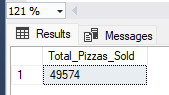 121 %
Results Messages
Total_Pizzas_Sold
1 49574